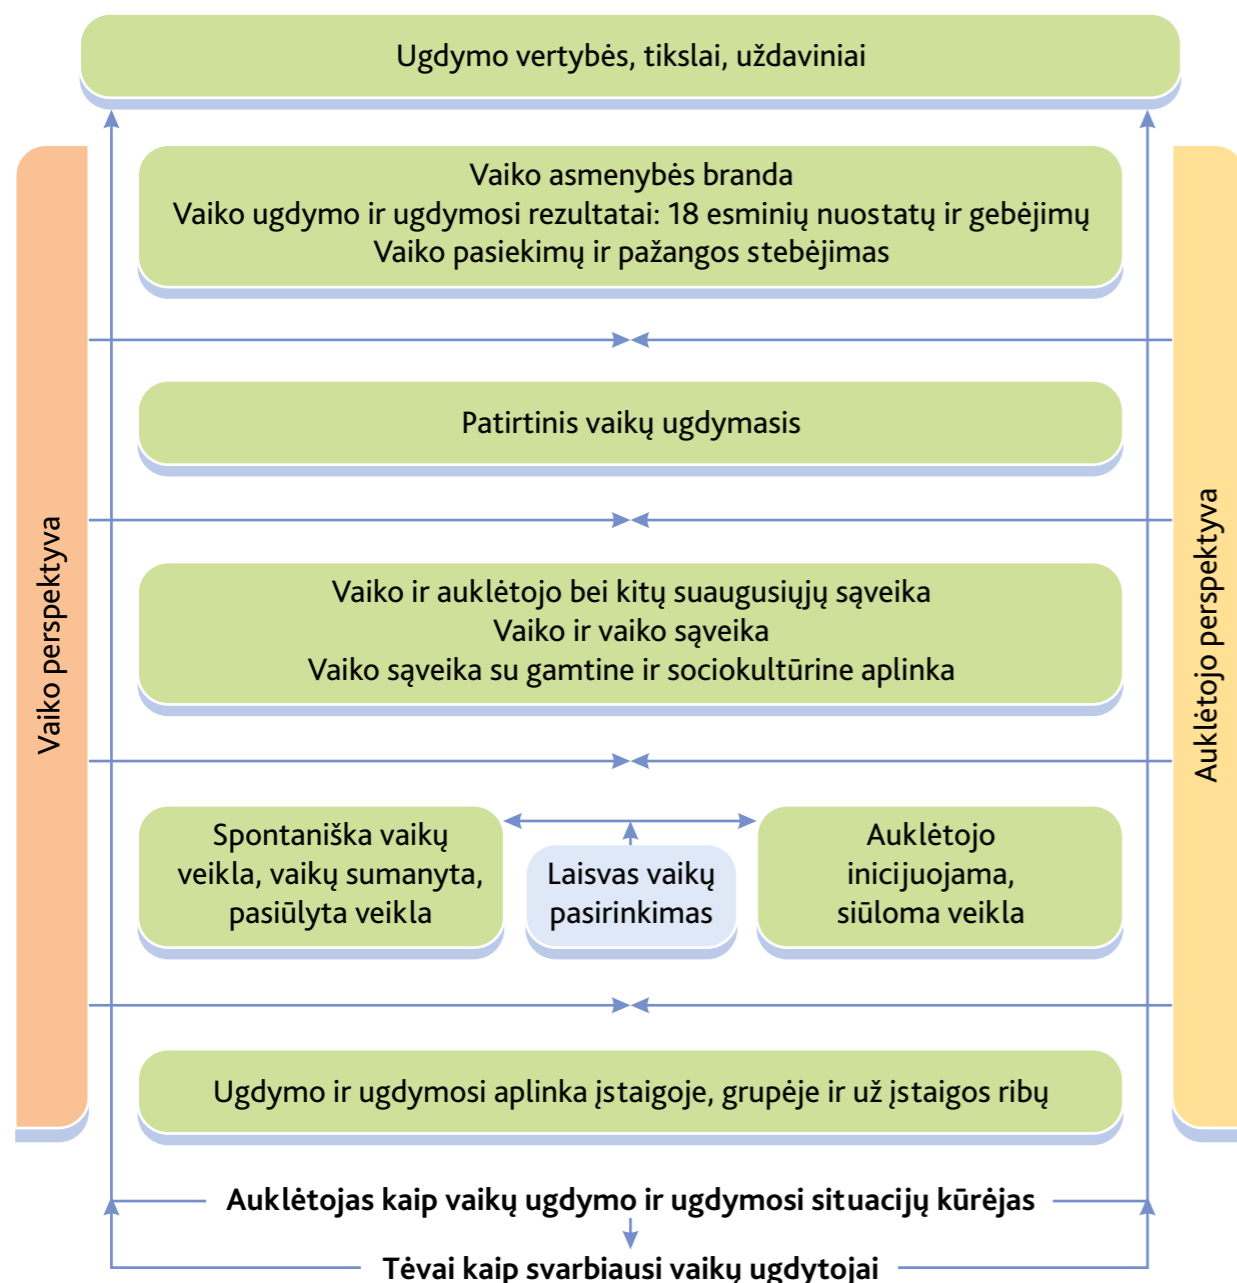 Ugdymo vertybės, tikslai, uždaviniai
Vaiko perspektyva
Auklėtojo perspektyva
Vaiko asmenybės branda
Vaiko ugdymo ir ugdymosi rezultatai: 18 esminių nuostatų ir gebėjimų
Vaiko pasiekimų ir pažangos stebėjimas
Patirtinis vaikų ugdymasis
Vaiko ir auklėtojo bei kitų suaugusiųjų sąveika
Vaiko ir vaiko sąveika
Vaiko sąveika su gamtine ir sociokultūrine aplinka
Spontaniška vaikų
veikla, vaikų sumanyta,
pasiūlyta veikla
Laisvas vaikų
pasirinkimas
Auklėtojo
inicijuojama,
siūloma veikla
Ugdymo ir ugdymosi aplinka įstaigoje, grupėje ir už įstaigos ribų
Auklėtojas kaip vaikų ugdymo ir ugdymosi situacijų kūrėjas
Tėvai kaip svarbiausi vaikų ugdytojai